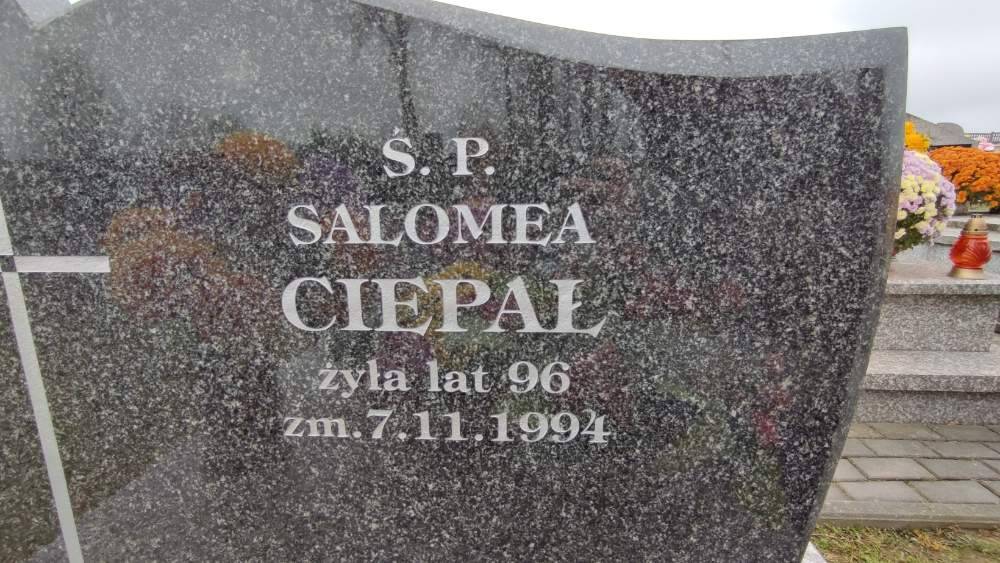 Ś. P.
SALOMEA
CIEPAŁ
żyła lat 96
zm. 7.11.1994